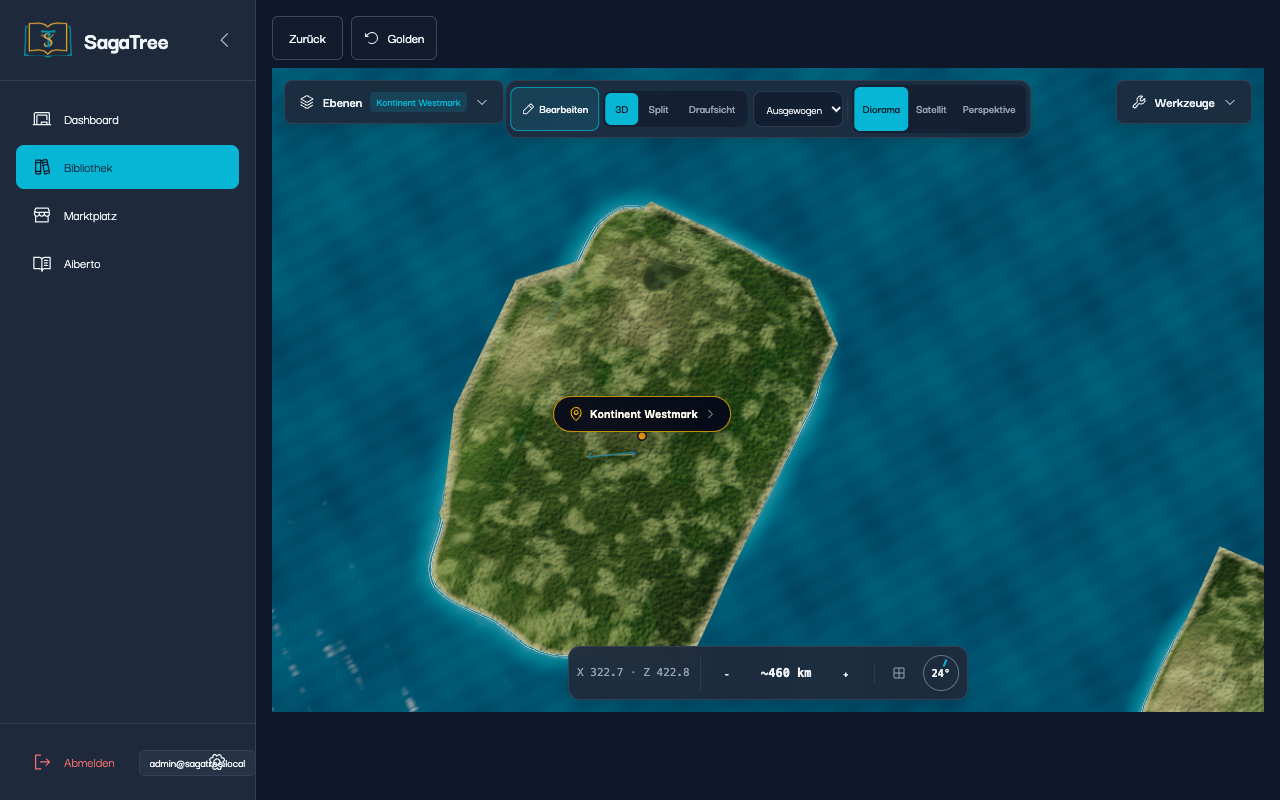 SagaTree
Zurück
Golden
Dashboard
Bibliothek
Marktplatz
Alberto
Ebenen Kontinent Westmark
Bearbeiten 3D Split Draufsicht Ausgewogen Diorama Satellit Perspektive
Werkzeuge
Kontinent Westmark
X 322.7 · Z 422.8 - ~460 km + 24°
Abmelden